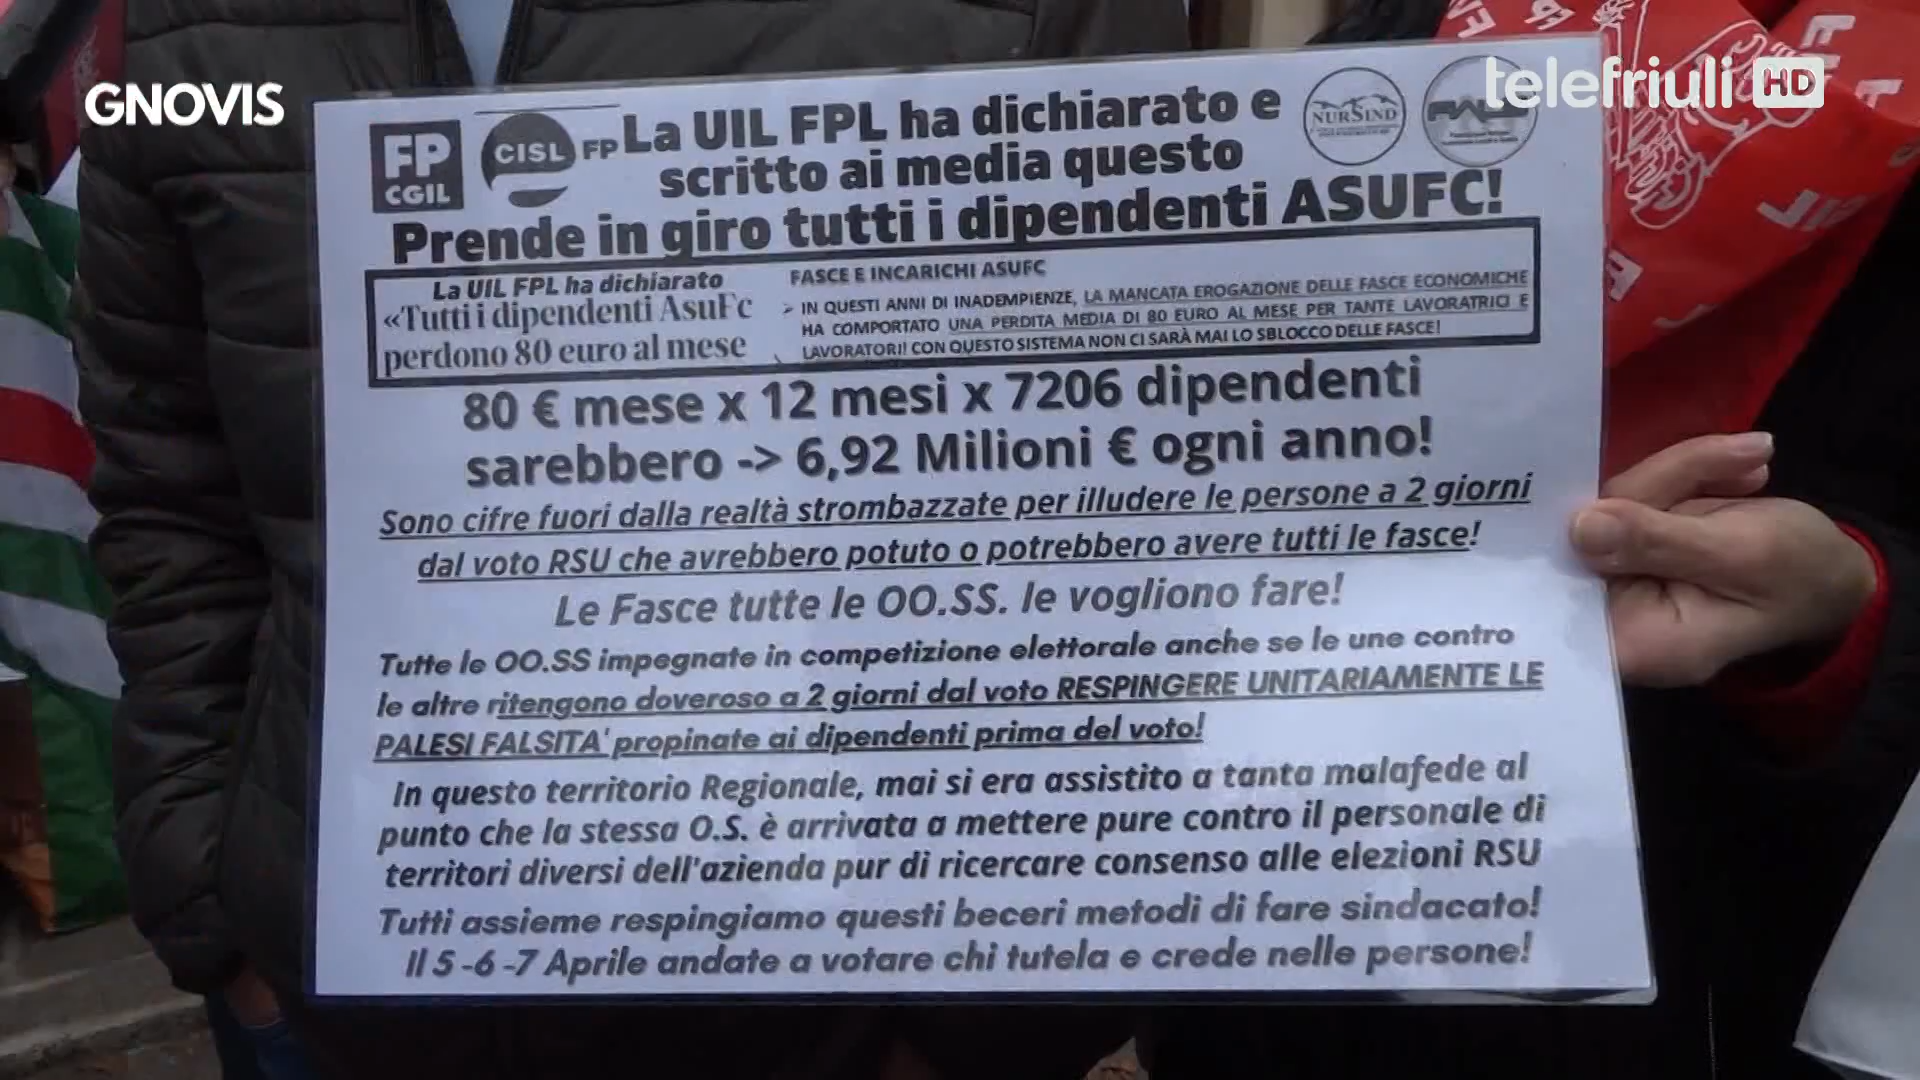 GNOVIS
telefriuli HD
FP
CGIL
CISL FP
NURSIND
La UIL FPL ha dichiarato e
scritto ai media questo
Prende in giro tutti i dipendenti ASUFC!
La UIL FPL ha dichiarato
«Tutti i dipendenti AsuFc
perdono 80 euro al mese
FASCE E INCARICHI ASUFC
➢ IN QUESTI ANNI DI INADEMPIENZE, LA MANCATA EROGAZIONE DELLE FASCE ECONOMICHE
HA COMPORTATO UNA PERDITA MEDIA DI 80 EURO AL MESE PER TANTE LAVORATRICI E
LAVORATORI! CON QUESTO SISTEMA NON CI SARÀ MAI LO SBLOCCO DELLE FASCE!
80 € mese x 12 mesi x 7206 dipendenti
sarebbero -> 6,92 Milioni € ogni anno!
Sono cifre fuori dalla realtà strombazzate per illudere le persone a 2 giorni
dal voto RSU che avrebbero potuto o potrebbero avere tutti le fasce!
Le Fasce tutte le OO.SS. le vogliono fare!
Tutte le OO.SS impegnate in competizione elettorale anche se le une contro
le altre ritengono doveroso a 2 giorni dal voto RESPINGERE UNITARIAMENTE LE
PALESI FALSITA' propinate ai dipendenti prima del voto!
In questo territorio Regionale, mai si era assistito a tanta malafede al
punto che la stessa O.S. è arrivata a mettere pure contro il personale di
territori diversi dell'azienda pur di ricercare consenso alle elezioni RSU
Tutti assieme respingiamo questi beceri metodi di fare sindacato!
Il 5 -6 -7 Aprile andate a votare chi tutela e crede nelle persone!